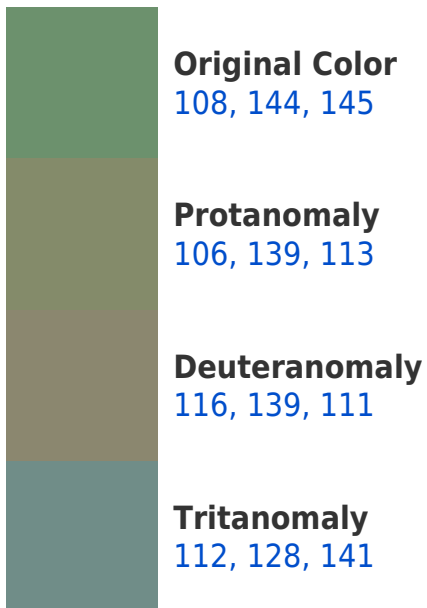 Original Color
108, 144, 145
Protanomaly
106, 139, 113
Deuteranomaly
116, 139, 111
Tritanomaly
112, 128, 141